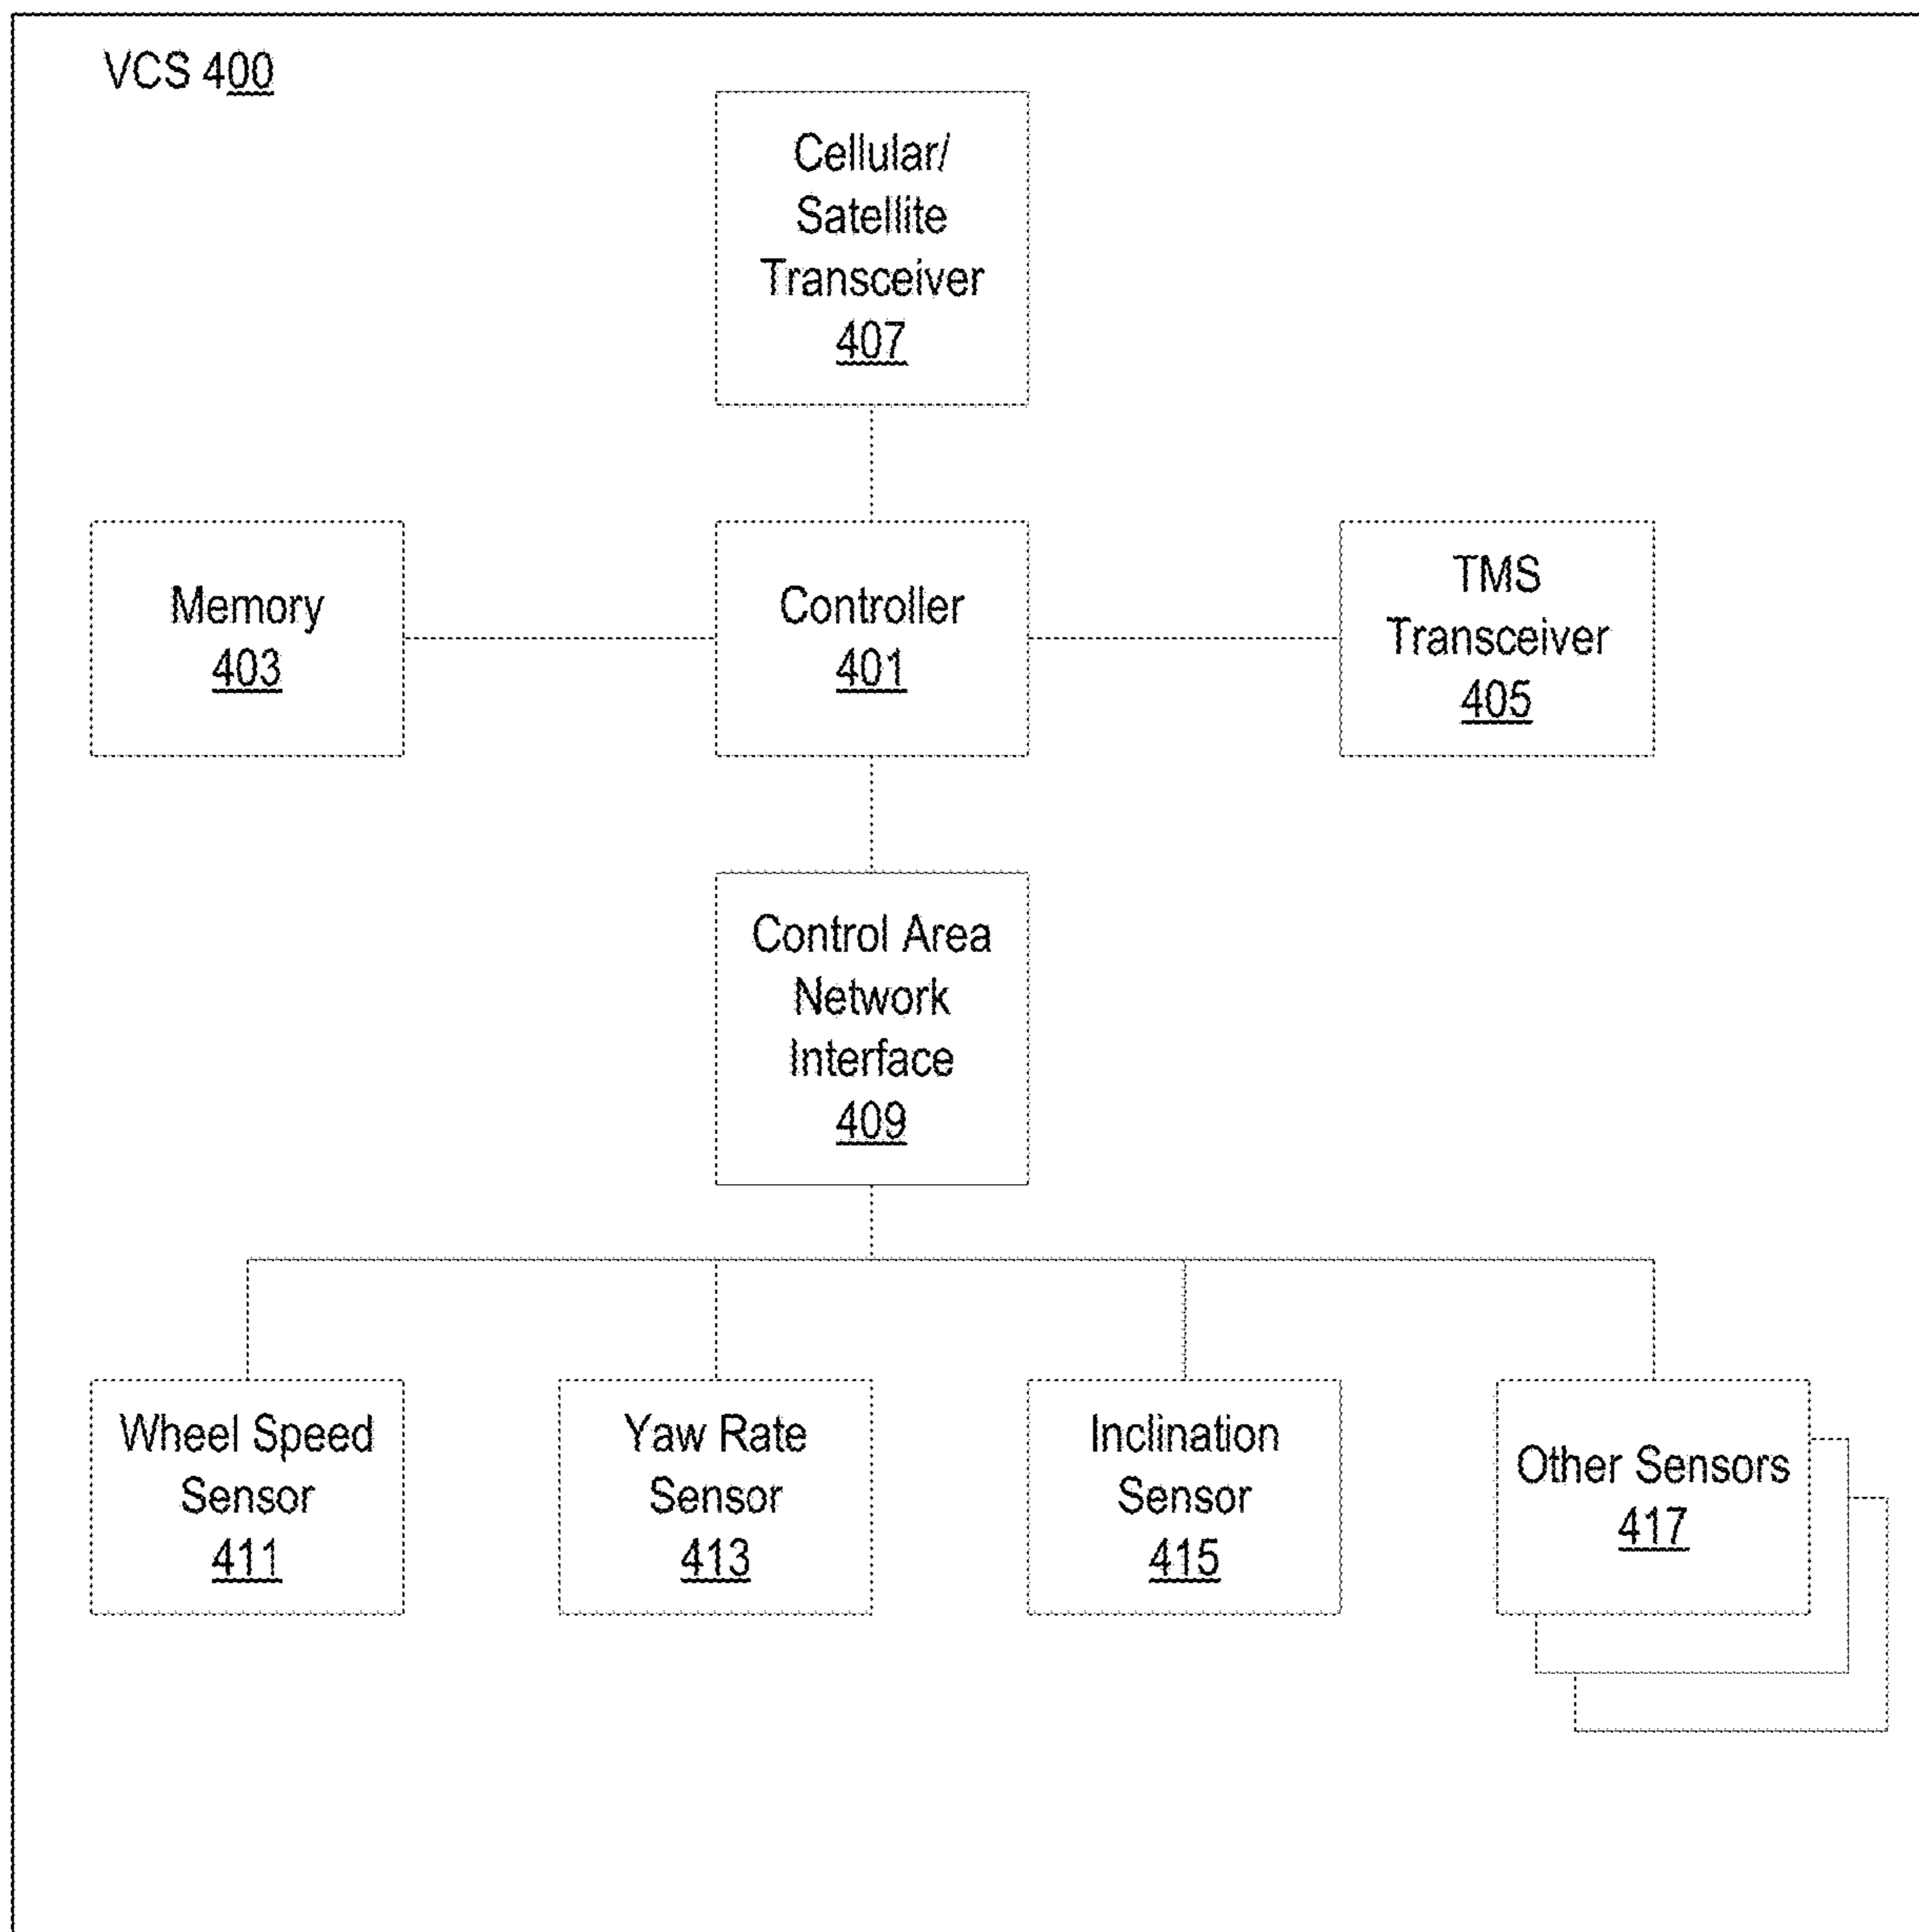 VCS 400
Cellular/
Satellite
Transceiver
407
Memory
403
Controller
401
TMS
Transceiver
405
Control Area
Network
Interface
409
Wheel Speed
Sensor
411
Yaw Rate
Sensor
413
Inclination
Sensor
415
Other Sensors
417